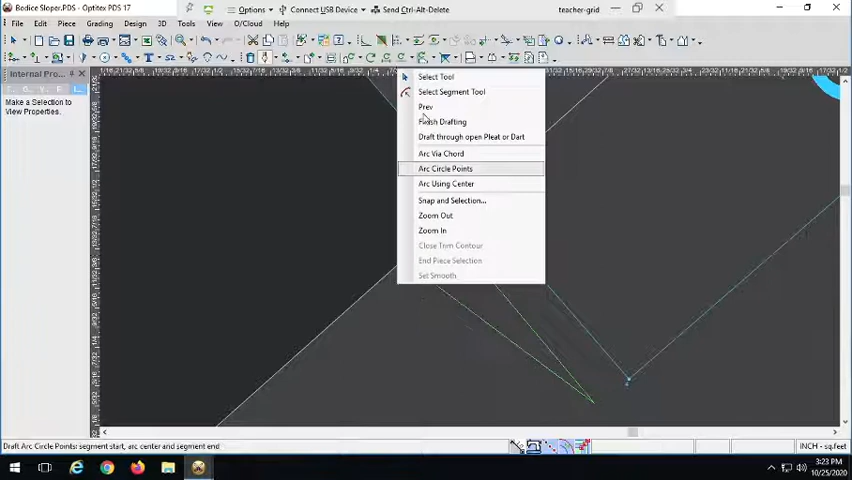 Bodice Sloper.PDS - Optitex PDS 17
Options
Connect USB Device
Send Ctrl-Alt-Delete
teacher-grid
File Edit Piece Grading Design 3D Tools View O/Cloud Help
Internal Pro...
Make a Selection to
View Properties.
Select Tool
Select Segment Tool
Prev
Finish Drafting
Draft through open Pleat or Dart
Arc Via Chord
Arc Circle Points
Arc Using Center
Snap and Selection...
Zoom Out
Zoom In
Close Trim Contour
End Piece Selection
Set Smooth
Draft Arc Circle Points: segment start, arc center and segment end
INCH - sq.feet
3:23 PM
10/25/2020